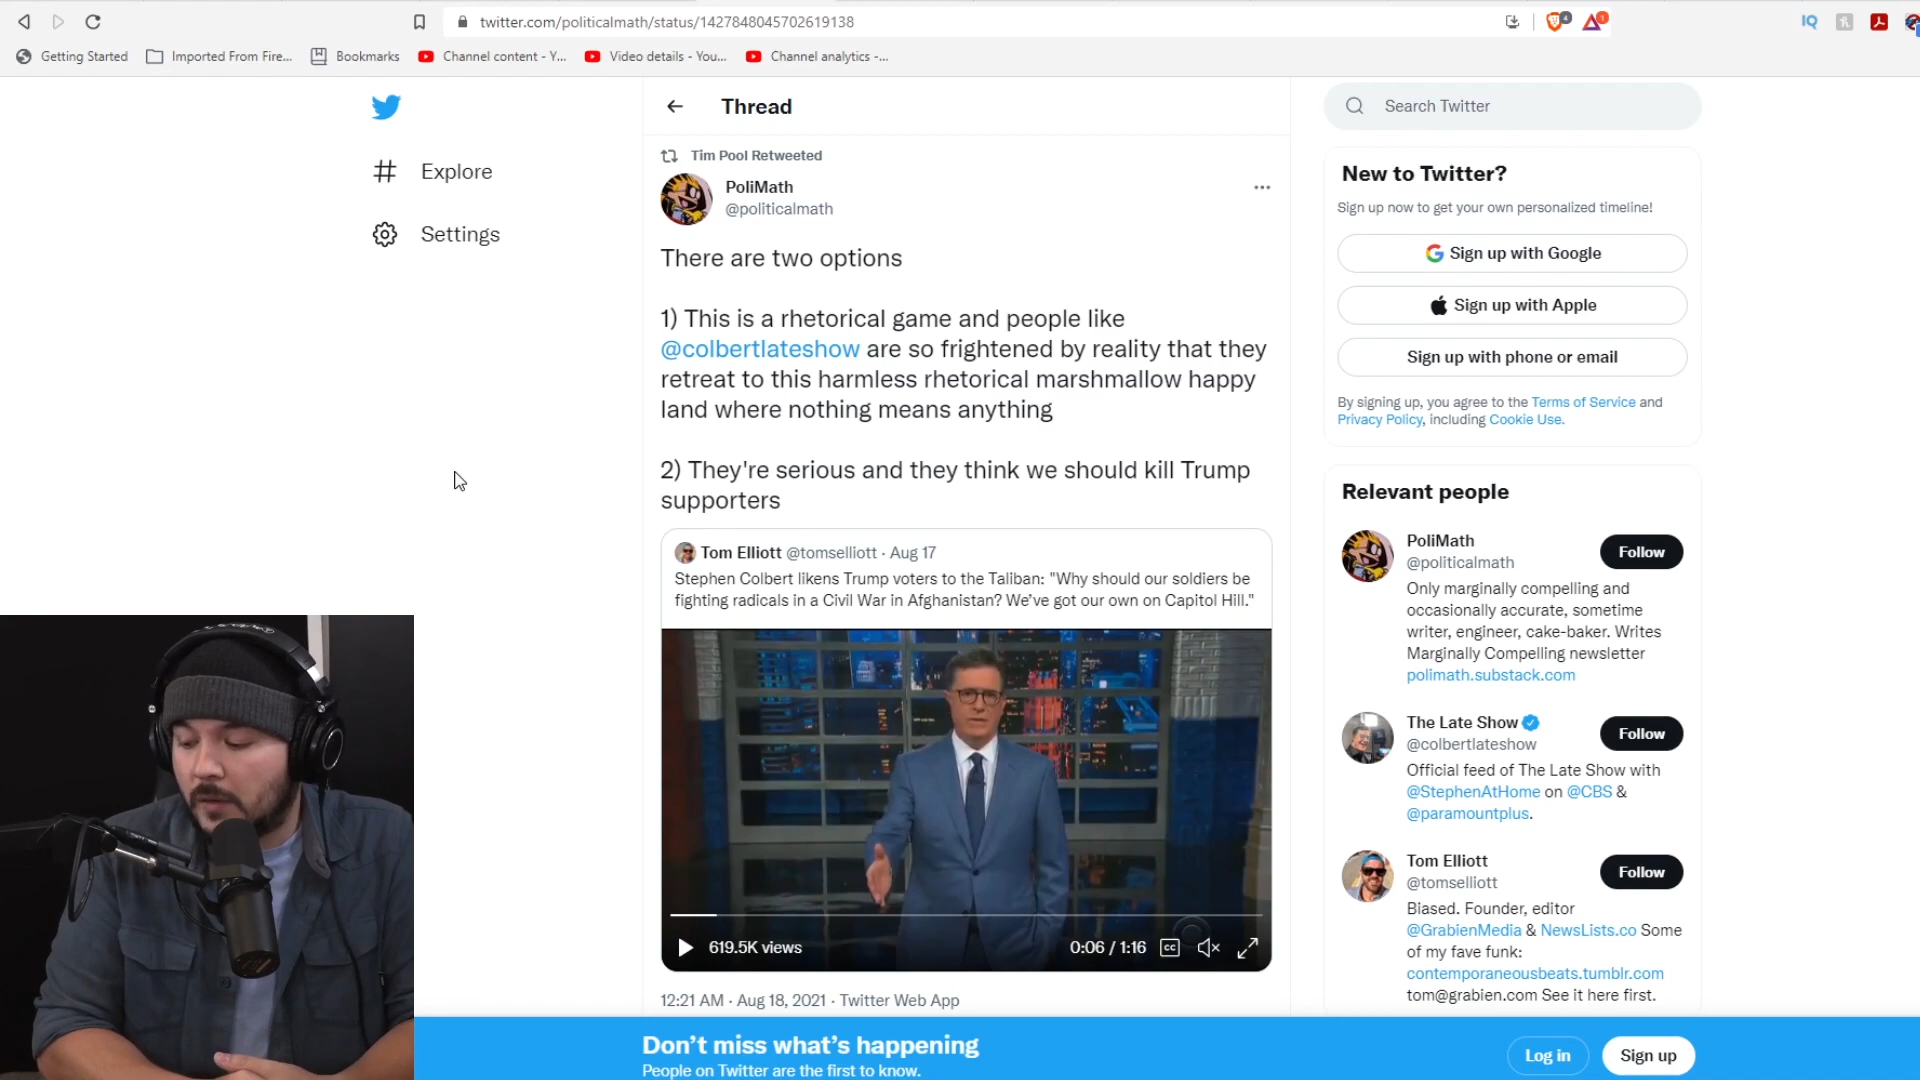 twitter.com/politicalmath/status/1427848045702619138
4
1
IQ
Getting Started
Imported From Fire...
Bookmarks
Channel content - Y...
Video details - You...
Channel analytics -...
Explore
Settings
Thread
Tim Pool Retweeted
PoliMath
@politicalmath
There are two options
1) This is a rhetorical game and people like
@colbertlateshow are so frightened by reality that they
retreat to this harmless rhetorical marshmallow happy
land where nothing means anything
2) They're serious and they think we should kill Trump
supporters
Tom Elliott @tomselliott · Aug 17
Stephen Colbert likens Trump voters to the Taliban: "Why should our soldiers be
fighting radicals in a Civil War in Afghanistan? We've got our own on Capitol Hill."
619.5K views
0:06 / 1:16
CC
12:21 AM · Aug 18, 2021 · Twitter Web App
Search Twitter
New to Twitter?
Sign up now to get your own personalized timeline!
Sign up with Google
Sign up with Apple
Sign up with phone or email
By signing up, you agree to the Terms of Service and
Privacy Policy, including Cookie Use.
Relevant people
PoliMath
@politicalmath
Follow
Only marginally compelling and
occasionally accurate, sometime
writer, engineer, cake-baker. Writes
Marginally Compelling newsletter
polimath.substack.com
The Late Show
@colbertlateshow
Follow
Official feed of The Late Show with
@StephenAtHome on @CBS &
@paramountplus.
Tom Elliott
@tomselliott
Follow
Biased. Founder, editor
@GrabienMedia & NewsLists.co Some
of my fave funk:
contemporaneousbeats.tumblr.com
tom@grabien.com See it here first.
Don't miss what's happening
People on Twitter are the first to know.
Log in
Sign up